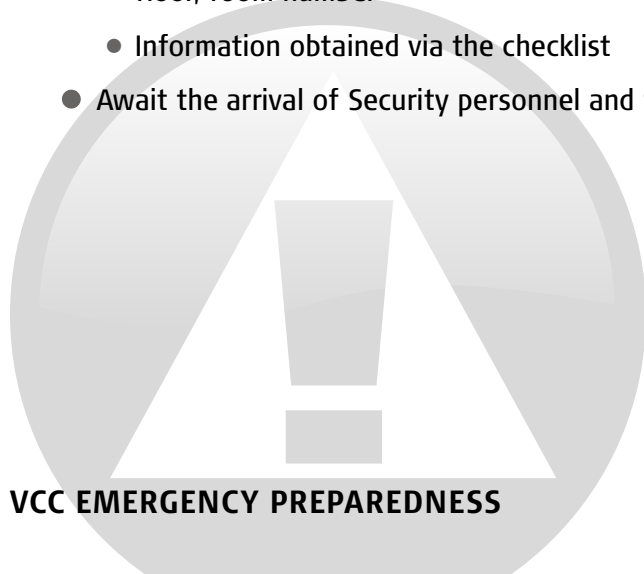 • Information obtained via the checklist
• Await the arrival of Security personnel and
VCC EMERGENCY PREPAREDNESS